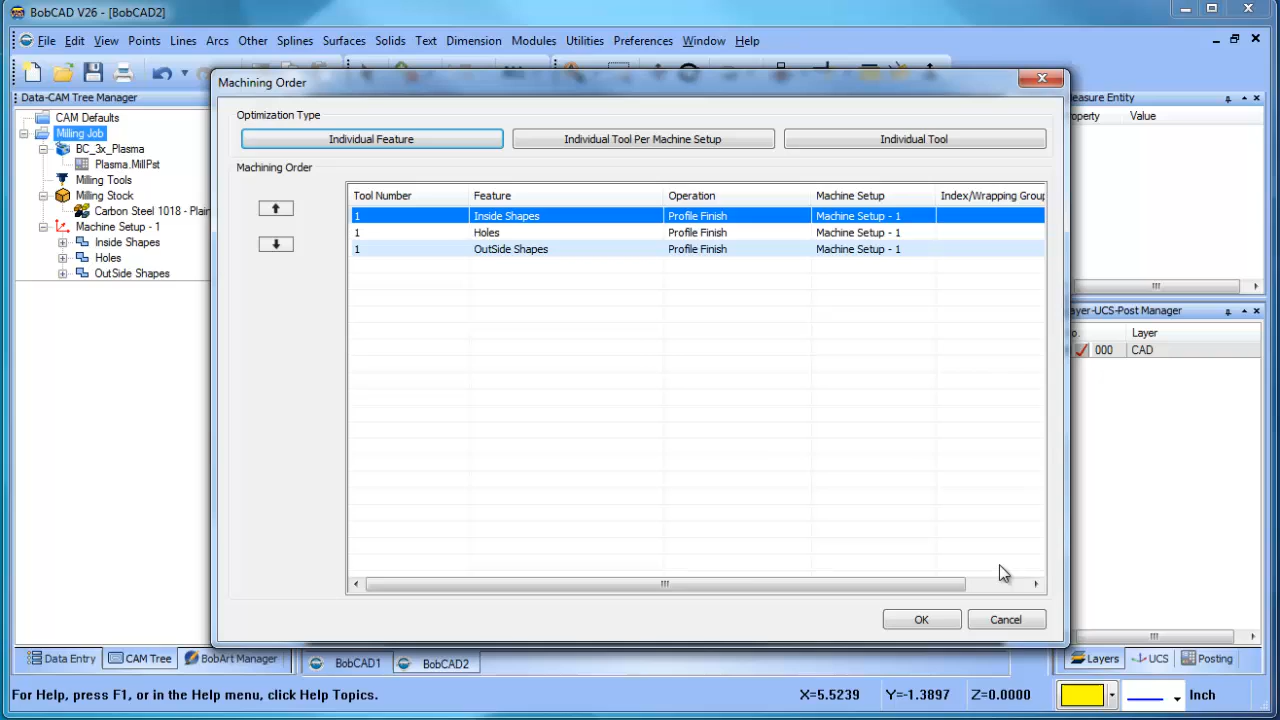 BobCAD V26 - [BobCAD2]
File Edit View Points Lines Arcs Other Splines Surfaces Solids Text Dimension Modules Utilities Preferences Window Help
Data-CAM Tree Manager
CAM Defaults
Milling Job
BC_3x_Plasma
Plasma.MillPst
Milling Tools
Milling Stock
Carbon Steel 1018 - Plain
Machine Setup - 1
Inside Shapes
Holes
OutSide Shapes
Machining Order
Optimization Type
Individual Feature Individual Tool Per Machine Setup Individual Tool
Machining Order
Tool Number Feature Operation Machine Setup Index/Wrapping Group
1 Inside Shapes Profile Finish Machine Setup - 1
1 Holes Profile Finish Machine Setup - 1
1 OutSide Shapes Profile Finish Machine Setup - 1
OK Cancel
easure Entity
operty Value
ayer-UCS-Post Manager
o. Layer
000 CAD
Data Entry CAM Tree BobArt Manager BobCAD1 BobCAD2 Layers UCS Posting
For Help, press F1, or in the Help menu, click Help Topics. X=5.5239 Y=-1.3897 Z=0.0000 Inch